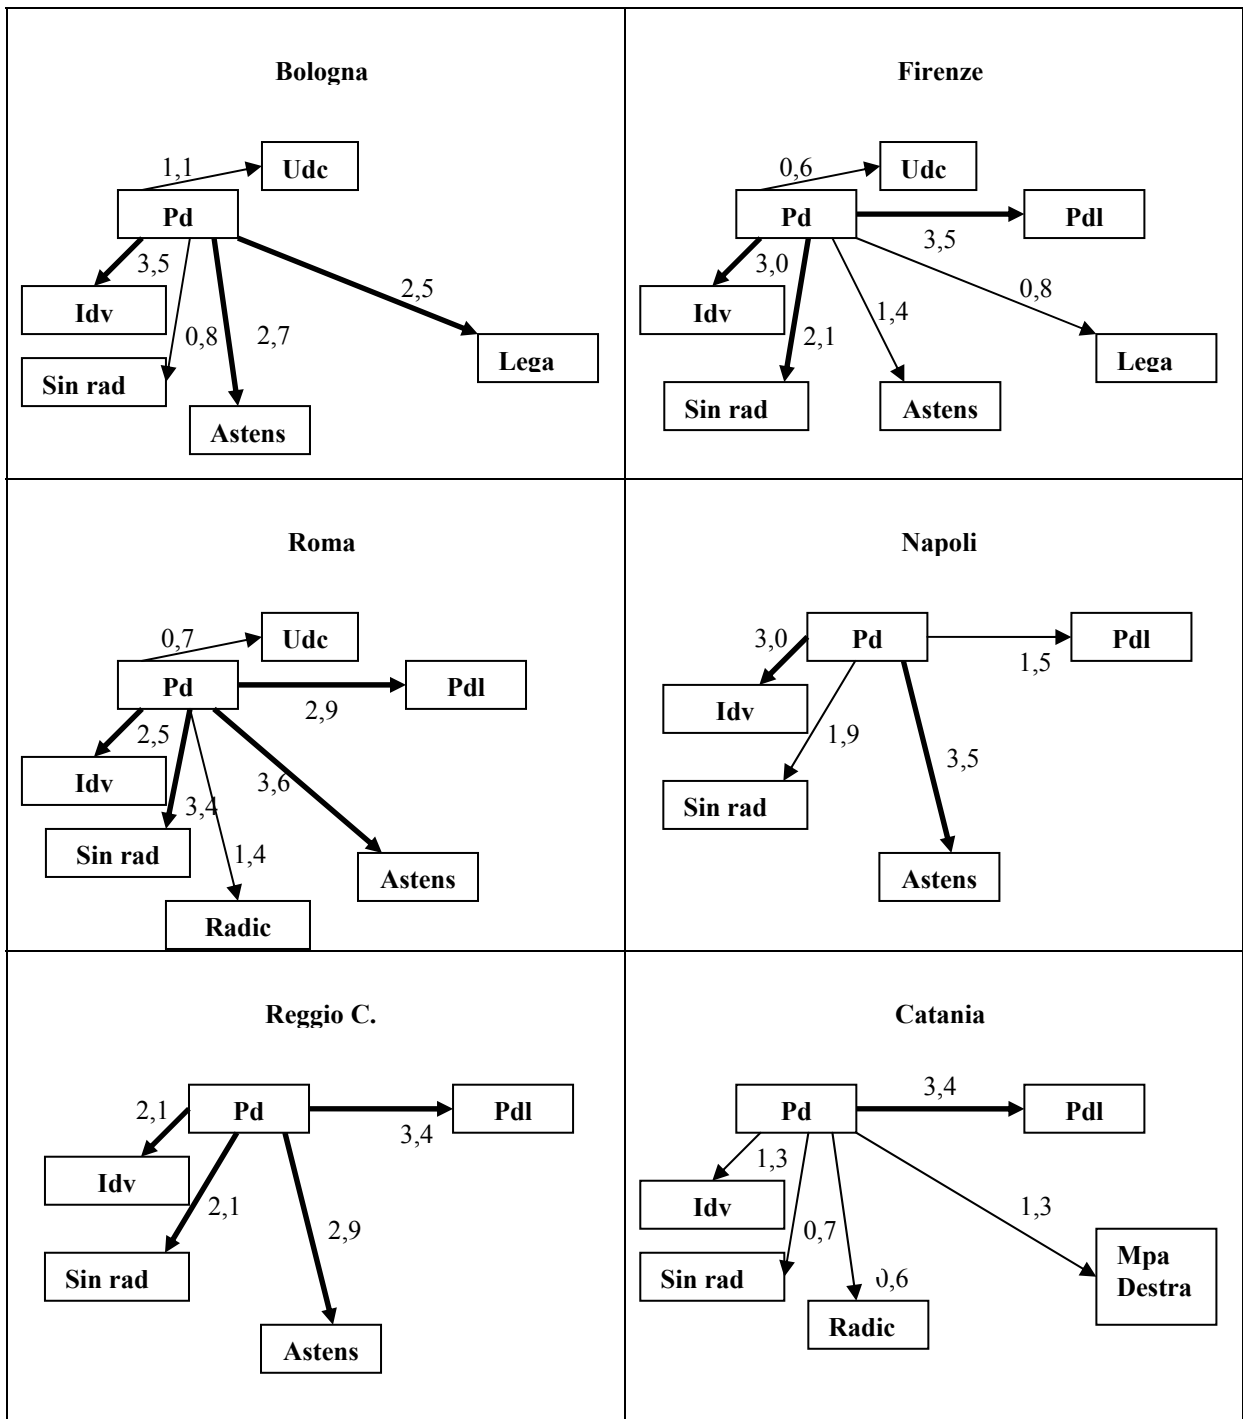 Bologna
1,1
Udc
Pd
3,5
2,5
Idv
0,8
2,7
Lega
Sin rad
Astens
Firenze
0,6
Udc
Pd
Pdl
3,5
3,0
0,8
Idv
1,4
2,1
Lega
Sin rad
Astens
Roma
0,7
Udc
Pd
Pdl
2,9
2,5
Idv
3,6
3,4
Sin rad
1,4
Astens
Radic
Napoli
3,0
Pd
Pdl
1,5
Idv
1,9
3,5
Sin rad
Astens
Reggio C.
2,1
Pd
Pdl
3,4
Idv
2,1
2,9
Sin rad
Astens
Catania
3,4
Pd
Pdl
1,3
Idv
1,3
0,7
Mpa
Destra
Sin rad
0,6
Radic